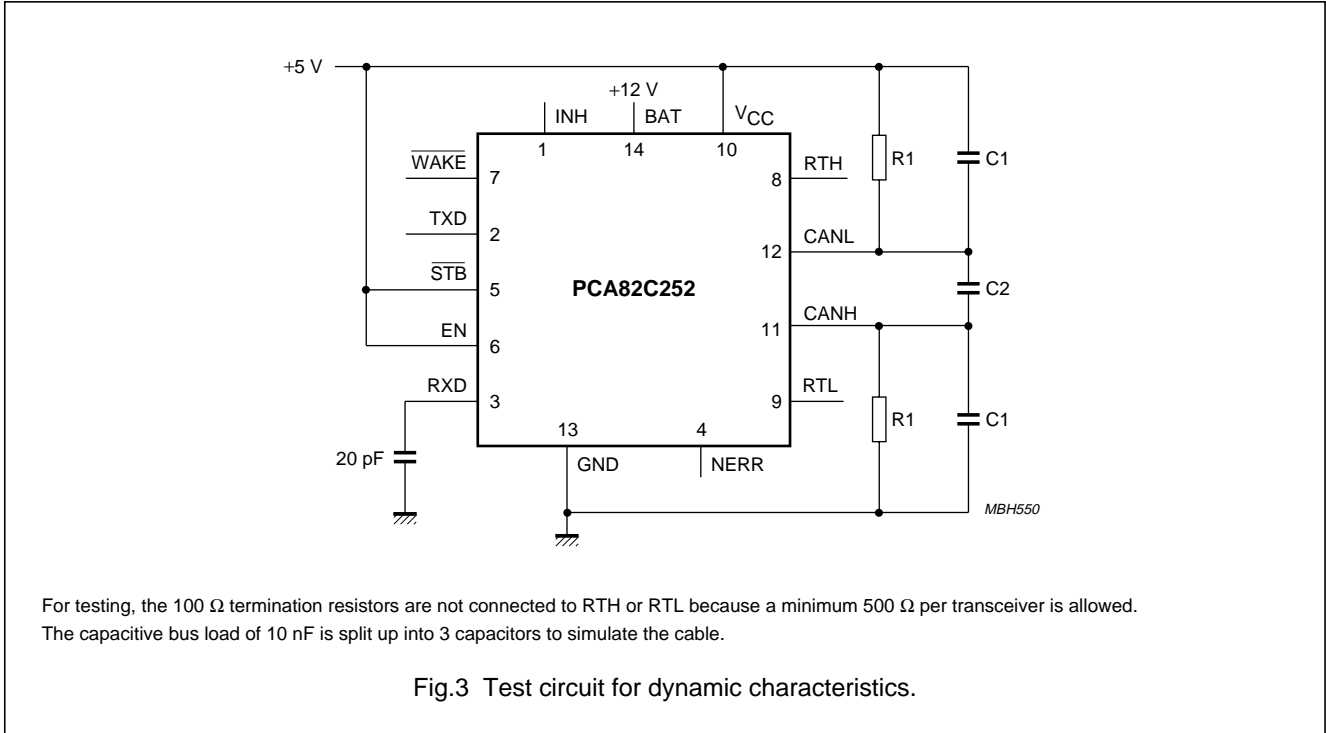 +5 V
+12 V
INH
BAT
VCC
1
14
10
WAKE
7
8
RTH
R1
C1
TXD
2
12
CANL
STB
5
PCA82C252
C2
11
CANH
EN
6
RXD
3
9
RTL
R1
C1
13
4
20 pF
GND
NERR
MBH550
For testing, the 100 Ω termination resistors are not connected to RTH or RTL because a minimum 500 Ω per transceiver is allowed.
The capacitive bus load of 10 nF is split up into 3 capacitors to simulate the cable.
Fig.3 Test circuit for dynamic characteristics.